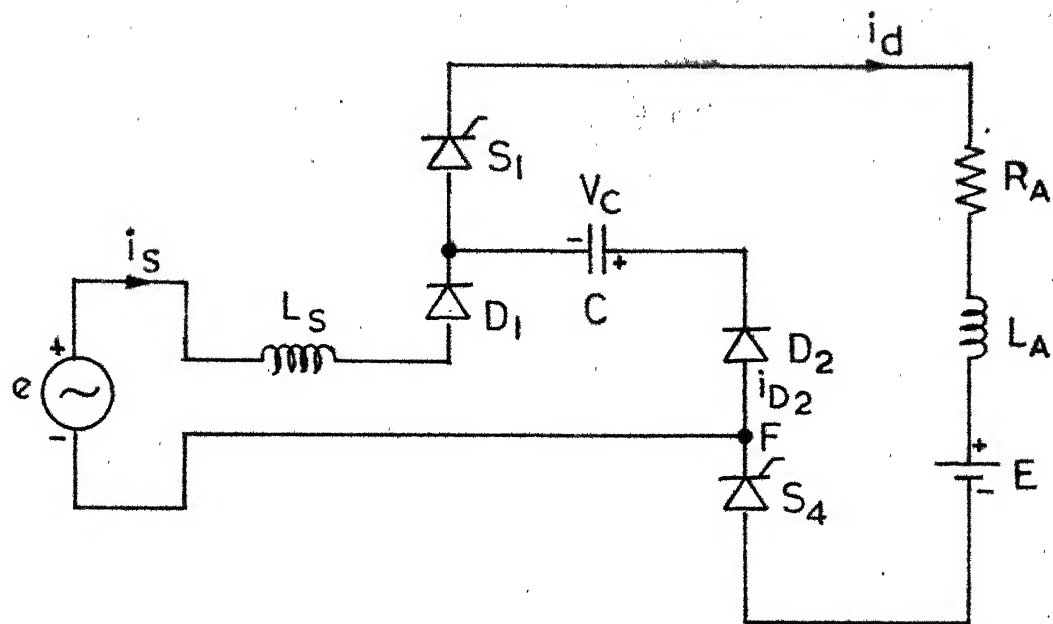 i_d
S_1
R_A
V_C
- +
i_S
C
L_S
D_1
D_2
L_A
+
e
-
i_D2
F
+
E
-
S_4